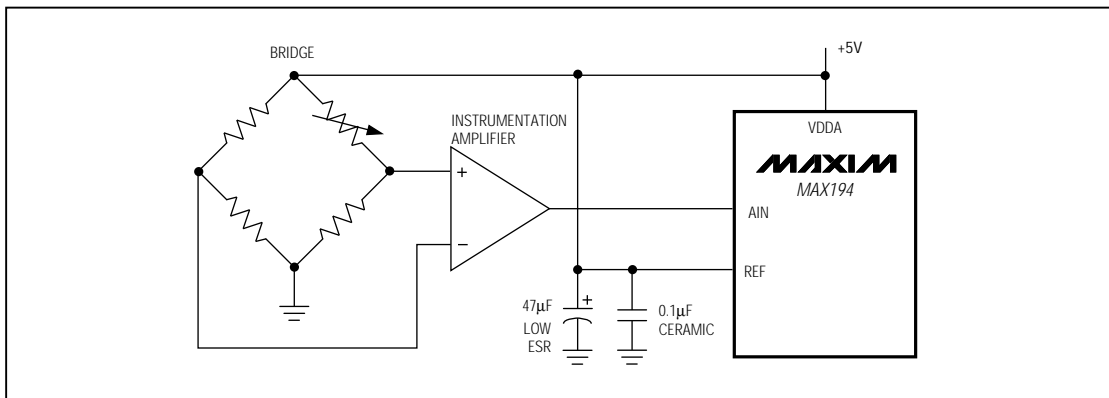 BRIDGE
+5V
INSTRUMENTATION
AMPLIFIER
VDDA
MAXIM
MAX194
+
AIN
−
REF
47µF
+
LOW
ESR
0.1µF
CERAMIC